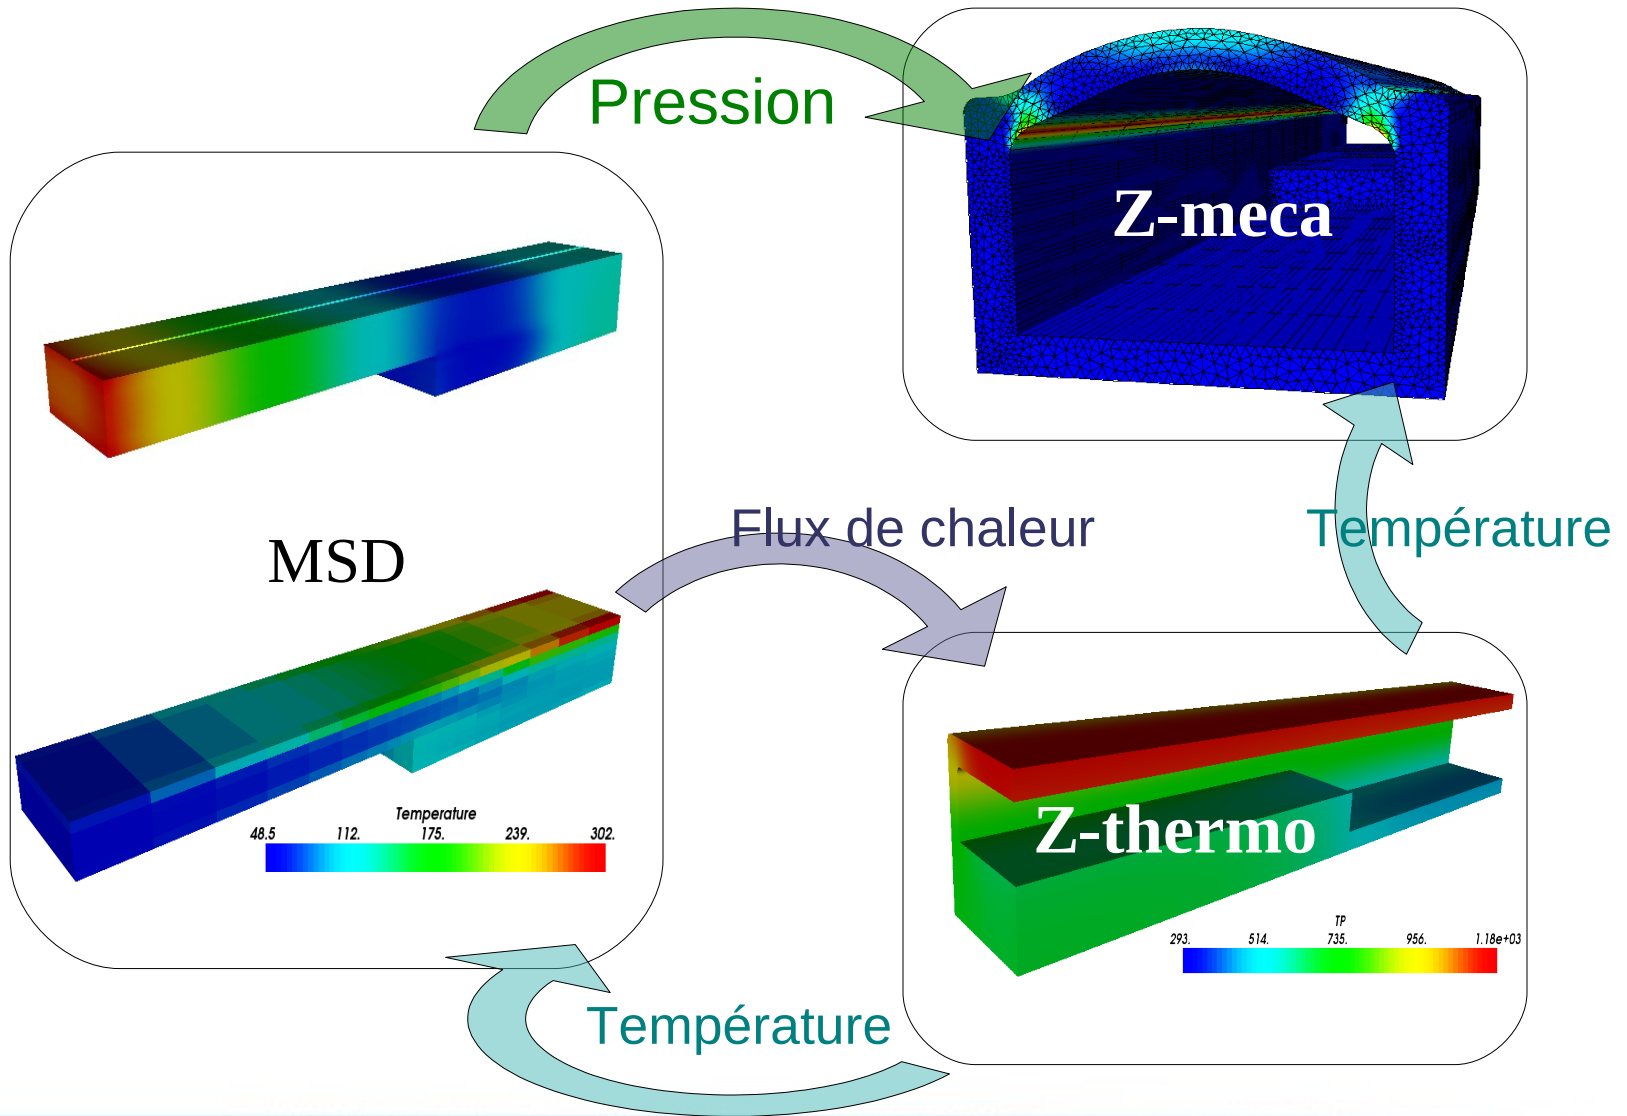 Pression
Z-meca
MSD
Flux de chaleur
Température
Temperature
48.5 112. 175. 239. 302.
Z-thermo
TP
293. 514. 735. 956. 1.18e+03
Température